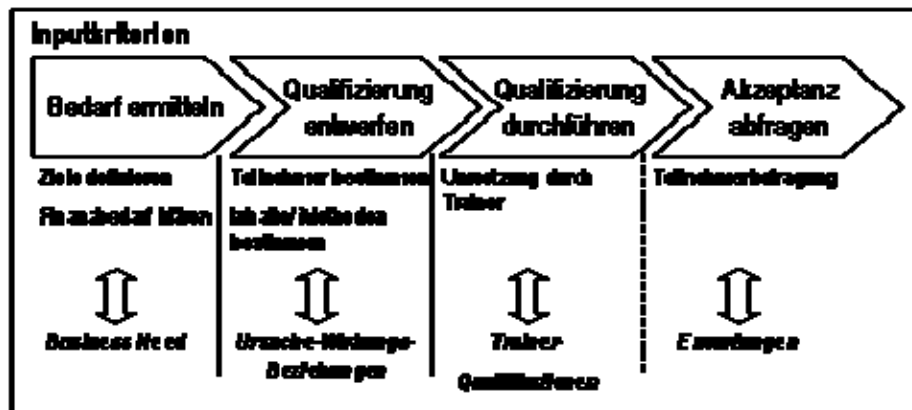 Inputkriterien
Bedarf ermitteln
Qualifizierung
entwerfen
Qualifizierung
durchführen
Akzeptanz
abfragen
Ziele definieren
Finanzbedarf klären
Teilnehmer bestimmen
Inhalte/Methoden
bestimmen
Umsetzung durch
Trainer
Teilnehmerbefragung
Business Need
Ursache-Wirkungs-
Beziehungen
Trainer
Qualifikationen
Erwartungen